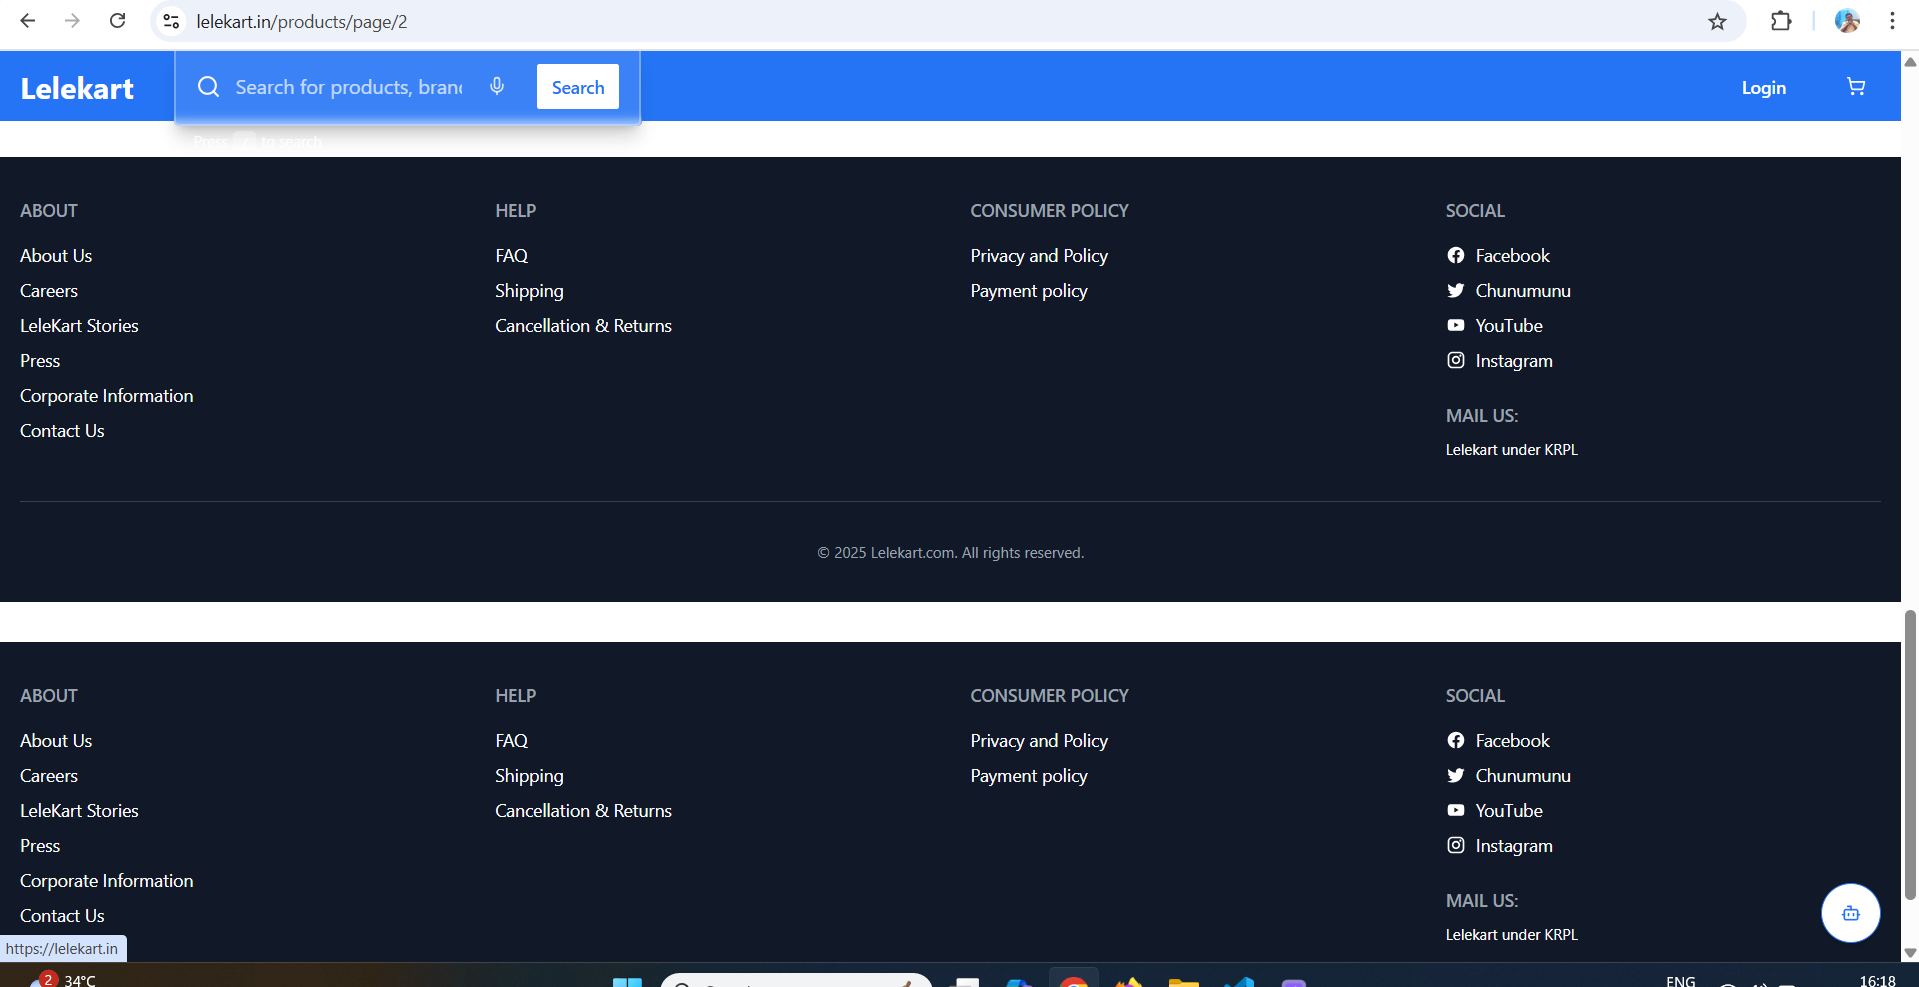 lelekart.in/products/page/2
Lelekart
Search for products, branc
Search
Login
Press / to search
ABOUT
About Us
Careers
LeleKart Stories
Press
Corporate Information
Contact Us
HELP
FAQ
Shipping
Cancellation & Returns
CONSUMER POLICY
Privacy and Policy
Payment policy
SOCIAL
Facebook
Chunumunu
YouTube
Instagram
MAIL US:
Lelekart under KRPL
© 2025 Lelekart.com. All rights reserved.
ABOUT
About Us
Careers
LeleKart Stories
Press
Corporate Information
Contact Us
HELP
FAQ
Shipping
Cancellation & Returns
CONSUMER POLICY
Privacy and Policy
Payment policy
SOCIAL
Facebook
Chunumunu
YouTube
Instagram
MAIL US:
Lelekart under KRPL
https://lelekart.in
2
34°C
ENG
16:18